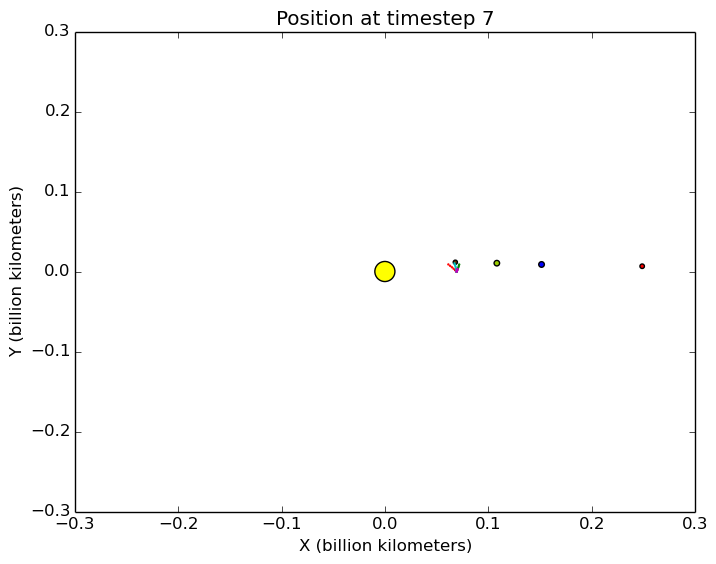 Position at timestep 7
0.3
0.2
0.1
0.0
−0.1
−0.2
−0.3
Y (billion kilometers)
−0.3 −0.2 −0.1 0.0 0.1 0.2 0.3
X (billion kilometers)